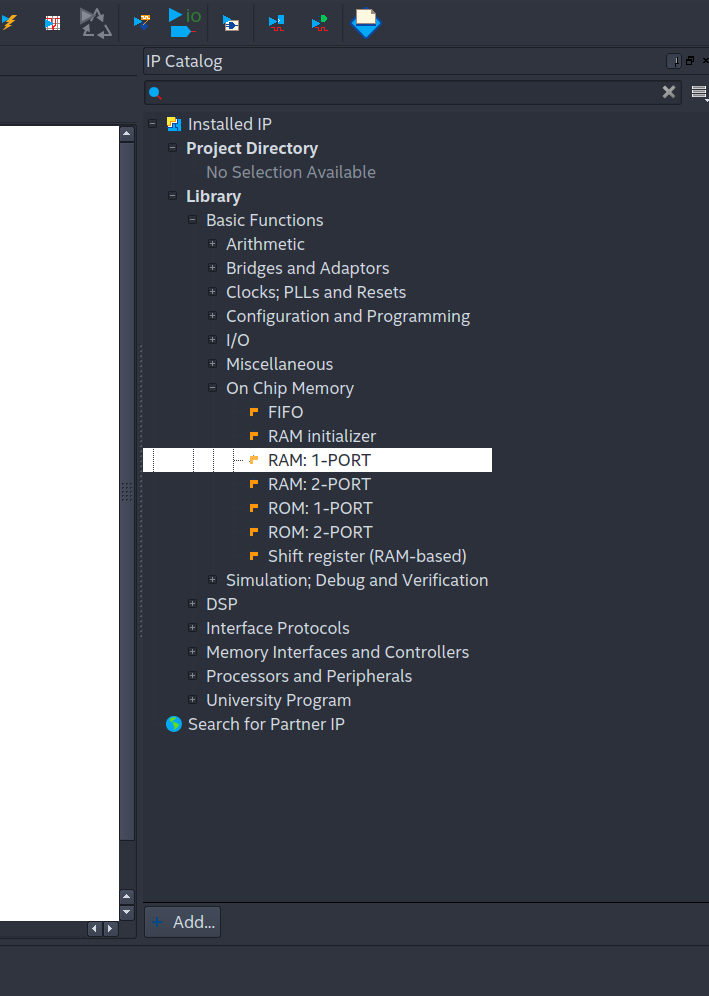 io
IP Catalog
Installed IP
Project Directory
No Selection Available
Library
Basic Functions
Arithmetic
Bridges and Adaptors
Clocks; PLLs and Resets
Configuration and Programming
I/O
Miscellaneous
On Chip Memory
FIFO
RAM initializer
RAM: 1-PORT
RAM: 2-PORT
ROM: 1-PORT
ROM: 2-PORT
Shift register (RAM-based)
Simulation; Debug and Verification
DSP
Interface Protocols
Memory Interfaces and Controllers
Processors and Peripherals
University Program
Search for Partner IP
+ Add...